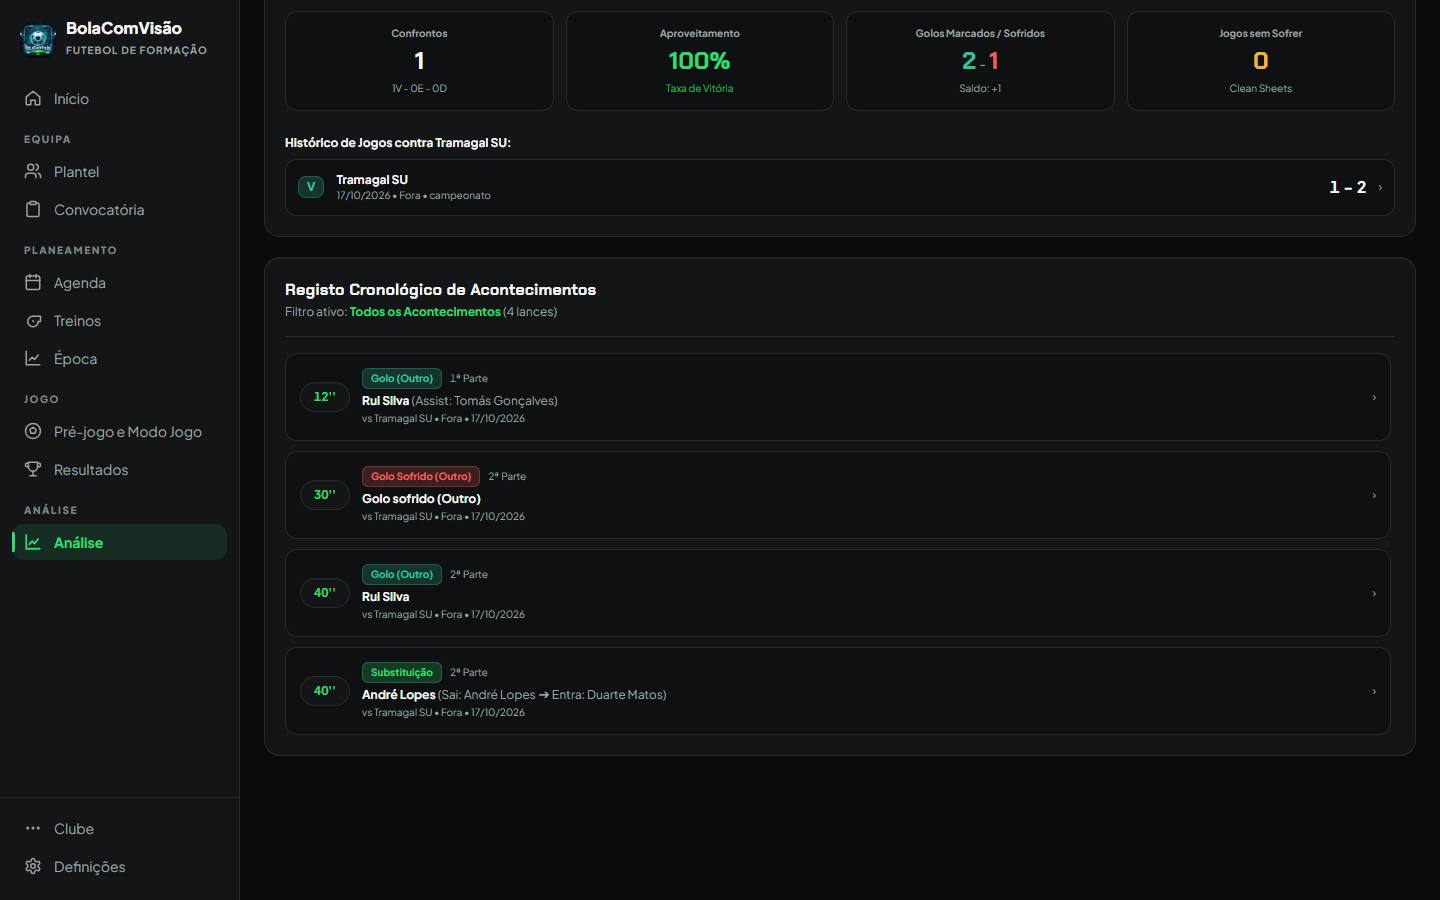 BolaComVisão
FUTEBOL DE FORMAÇÃO
Início
EQUIPA
Plantel
Convocatória
PLANEAMENTO
Agenda
Treinos
Época
JOGO
Pré-jogo e Modo Jogo
Resultados
ANÁLISE
Análise
Clube
Definições
Confrontos
1
1V - 0E - 0D
Aproveitamento
100%
Taxa de Vitória
Golos Marcados / Sofridos
2 - 1
Saldo: +1
Jogos sem Sofrer
0
Clean Sheets
Histórico de Jogos contra Tramagal SU:
V
Tramagal SU
17/10/2026 • Fora • campeonato
1 - 2 ›
Registo Cronológico de Acontecimentos
Filtro ativo: Todos os Acontecimentos (4 lances)
12''
Golo (Outro) 1ª Parte
Rui Silva (Assist: Tomás Gonçalves)
vs Tramagal SU • Fora • 17/10/2026
›
30''
Golo Sofrido (Outro) 2ª Parte
Golo sofrido (Outro)
vs Tramagal SU • Fora • 17/10/2026
›
40''
Golo (Outro) 2ª Parte
Rui Silva
vs Tramagal SU • Fora • 17/10/2026
›
40''
Substituição 2ª Parte
André Lopes (Sai: André Lopes ➔ Entra: Duarte Matos)
vs Tramagal SU • Fora • 17/10/2026
›